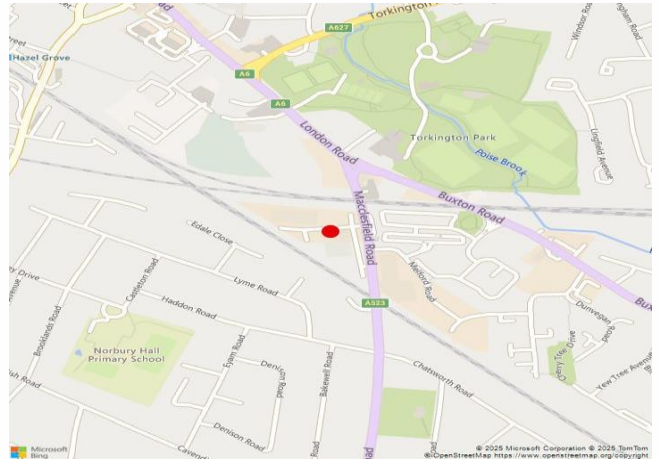 Torkington
A627
Windsor Road
Hazel Grove
A6
A6
London Road
Torkington Park
Lingfield Avenue
Poise Brook
Buxton Road
Macclesfield Road
Edale Close
Melford Road
Castleton Road
Lyme Road
Haddon Road
A523
Dunvegan Road
Brooklands Road
Norbury Hall
Primary School
Eyam Road
Bakewell Road
Chatsworth Road
Cherry Tree Drive
Yew Tree Avenue
Denison Road
Microsoft
Bing
© 2025 Microsoft Corporation © 2025 TomTom
© OpenStreetMap https://www.openstreetmap.org/copyright